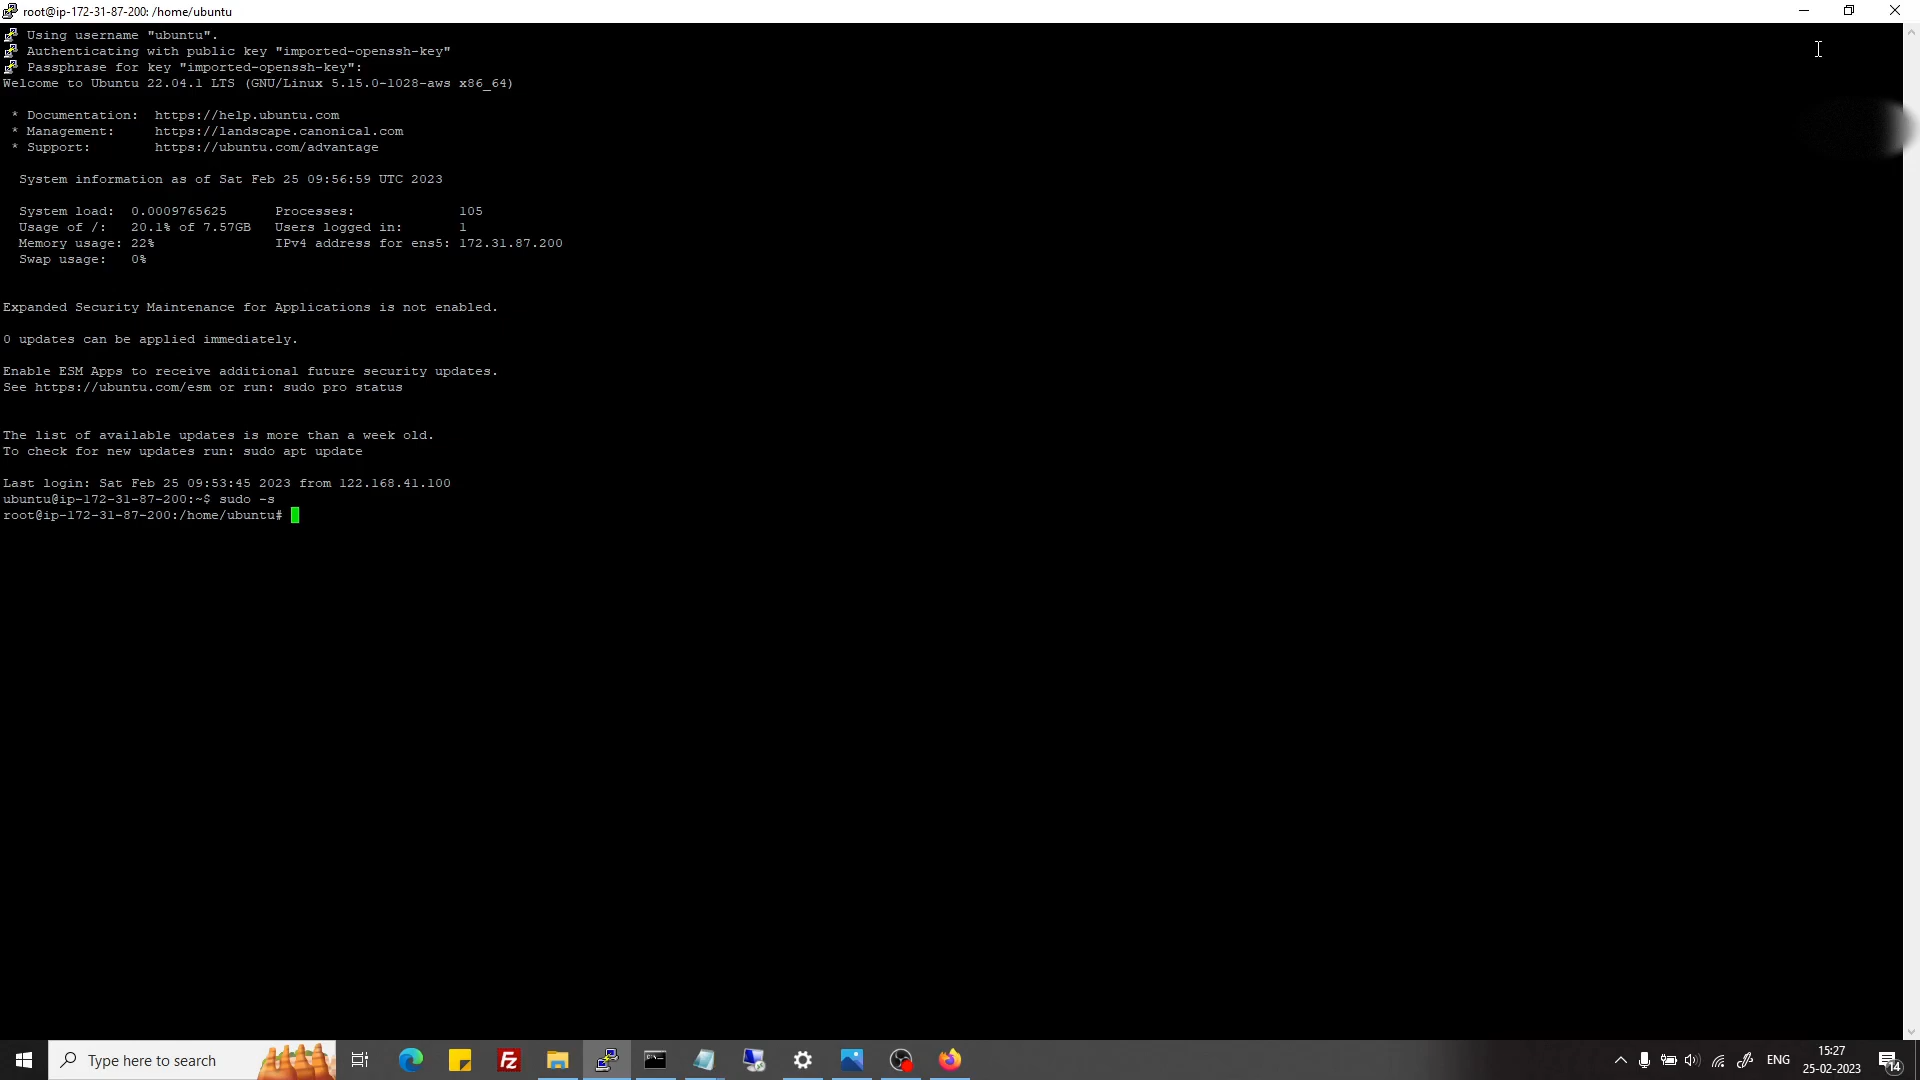 root@ip-172-31-87-200: /home/ubuntu
Using username "ubuntu".
Authenticating with public key "imported-openssh-key"
Passphrase for key "imported-openssh-key":
Welcome to Ubuntu 22.04.1 LTS (GNU/Linux 5.15.0-1028-aws x86_64)
* Documentation:  https://help.ubuntu.com
* Management:     https://landscape.canonical.com
* Support:        https://ubuntu.com/advantage
System information as of Sat Feb 25 09:56:59 UTC 2023
System load:  0.0009765625      Processes:             105
Usage of /:   20.1% of 7.57GB   Users logged in:       1
Memory usage: 22%               IPv4 address for ens5: 172.31.87.200
Swap usage:   0%
Expanded Security Maintenance for Applications is not enabled.
0 updates can be applied immediately.
Enable ESM Apps to receive additional future security updates.
See https://ubuntu.com/esm or run: sudo pro status
The list of available updates is more than a week old.
To check for new updates run: sudo apt update
Last login: Sat Feb 25 09:53:45 2023 from 122.168.41.100
ubuntu@ip-172-31-87-200:~$ sudo -s
root@ip-172-31-87-200:/home/ubuntu#
Type here to search
Fz
ENG
15:27
25-02-2023
14